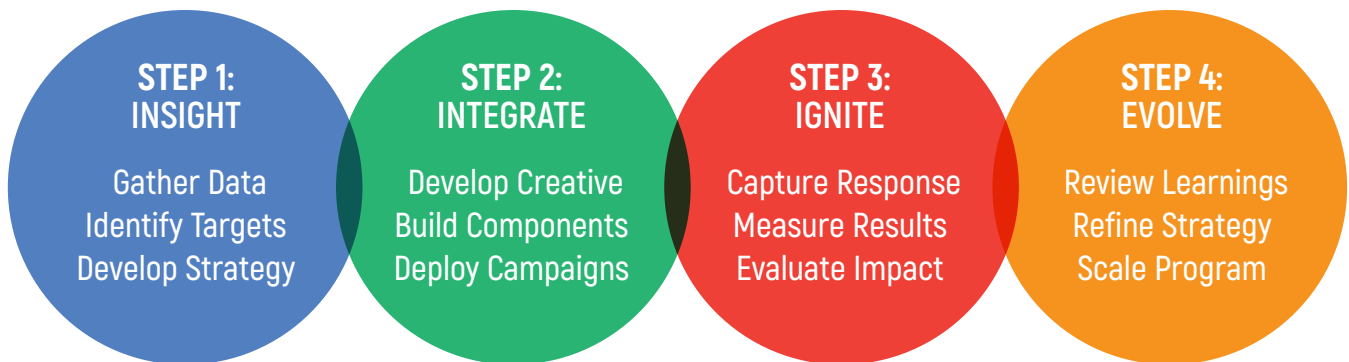 STEP 1:
INSIGHT
Gather Data
Identify Targets
Develop Strategy
STEP 2:
INTEGRATE
Develop Creative
Build Components
Deploy Campaigns
STEP 3:
IGNITE
Capture Response
Measure Results
Evaluate Impact
STEP 4:
EVOLVE
Review Learnings
Refine Strategy
Scale Program